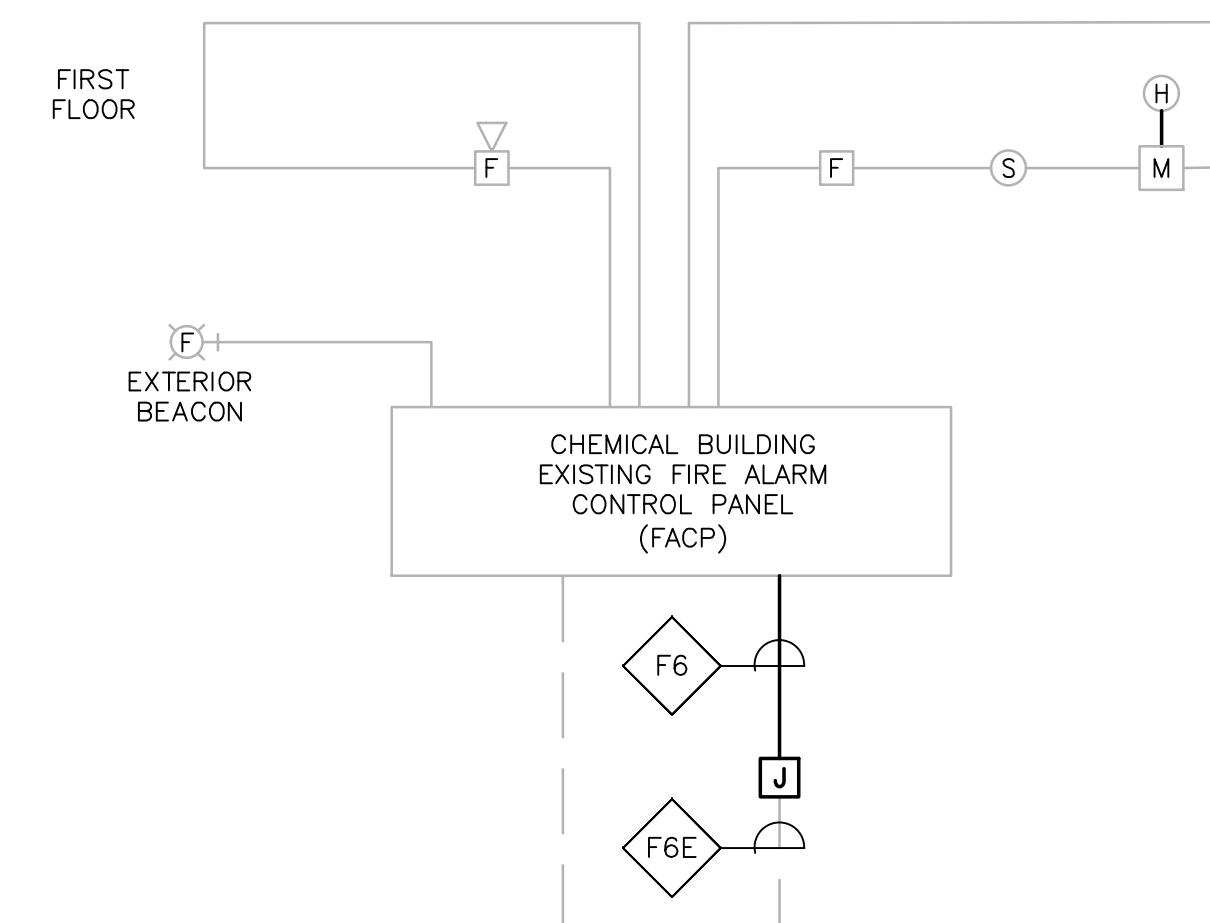 FIRST
FLOOR
H
F
F
S
M
F
EXTERIOR
BEACON
CHEMICAL BUILDING
EXISTING FIRE ALARM
CONTROL PANEL
(FACP)
F6
J
F6E